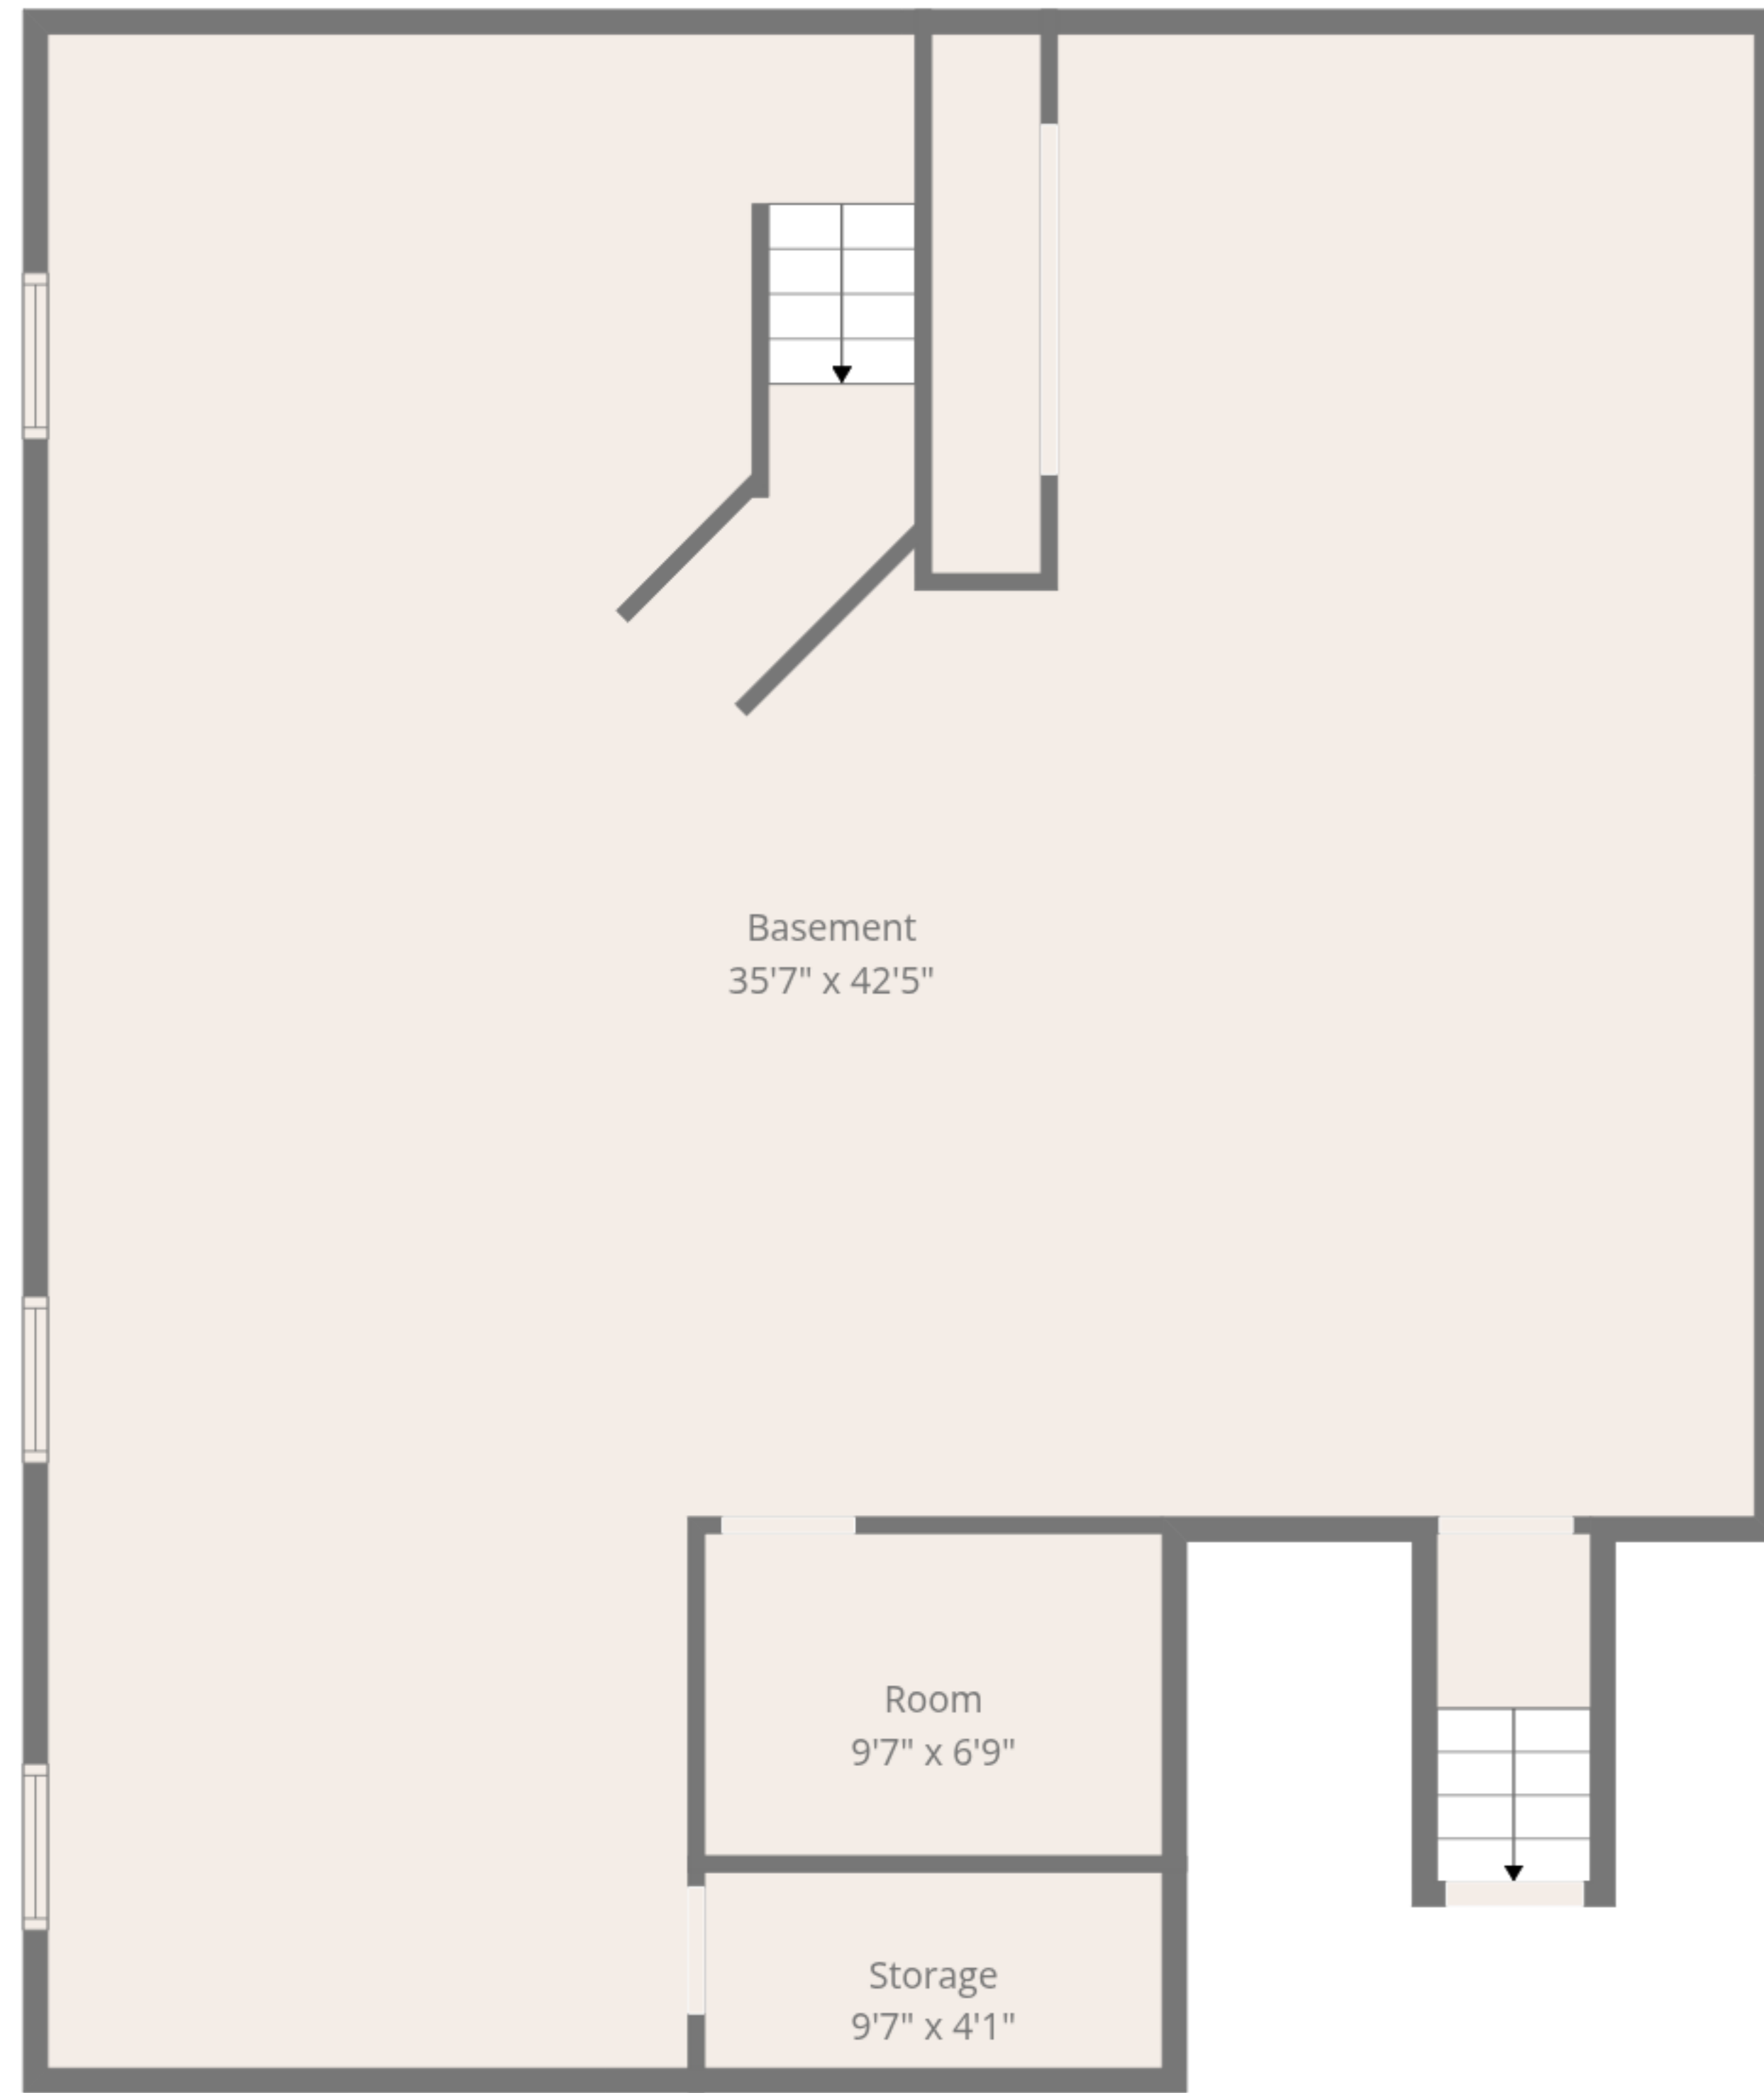 Basement
35'7" x 42'5"
Room
9'7" x 6'9"
Storage
9'7" x 4'1"